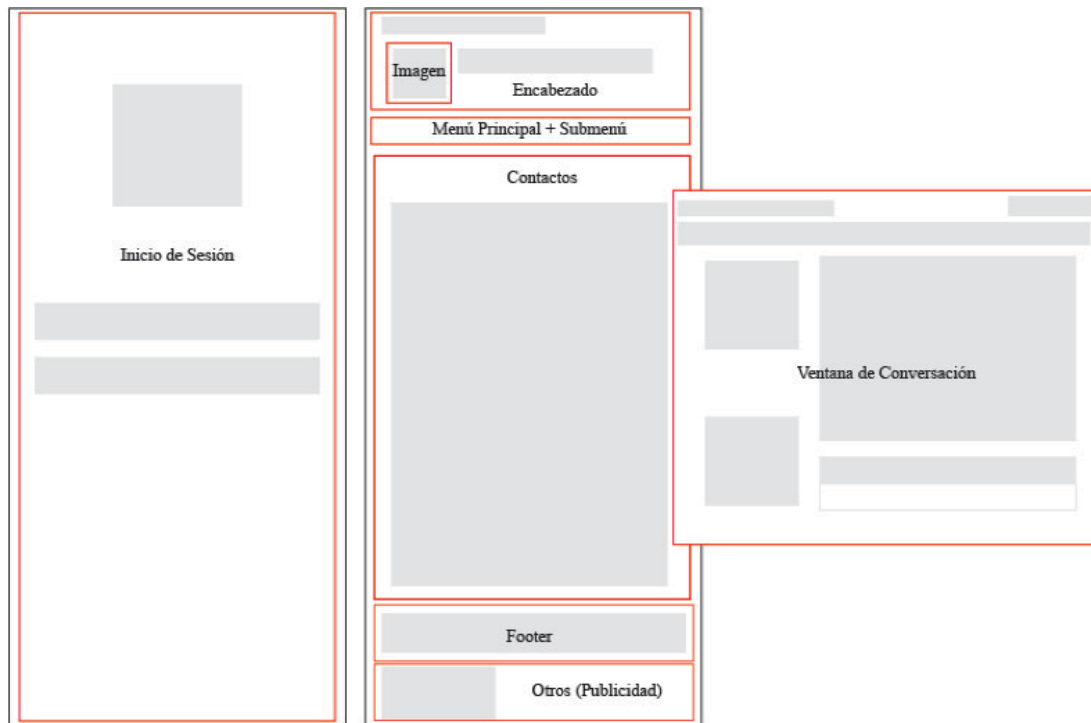 Inicio de Sesión
Imagen
Encabezado
Menú Principal + Submenú
Contactos
Ventana de Conversación
Footer
Otros (Publicidad)